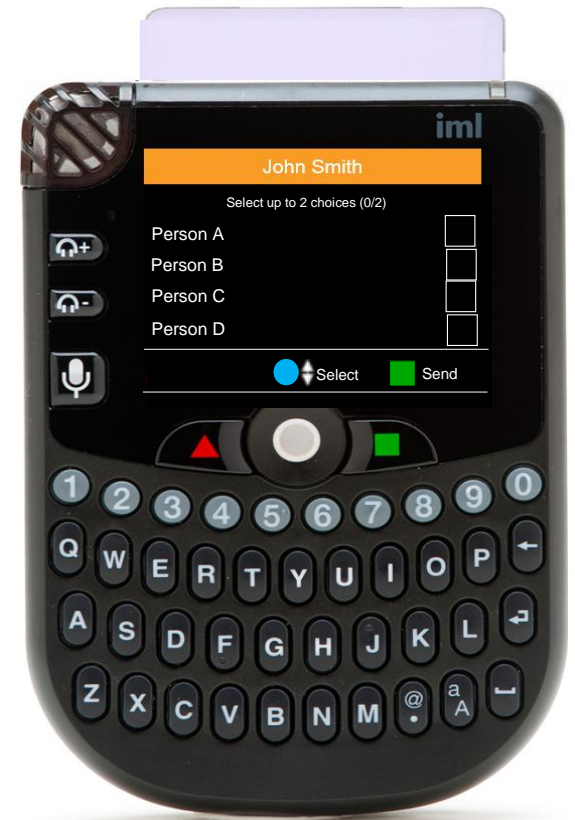 iml
John Smith
Select up to 2 choices (0/2)
Person A
Person B
Person C
Person D
Select Send
+
-
1 2 3 4 5 6 7 8 9 0
Q W E R T Y U I O P
A S D F G H J K L
Z X C V B N M @ . a A